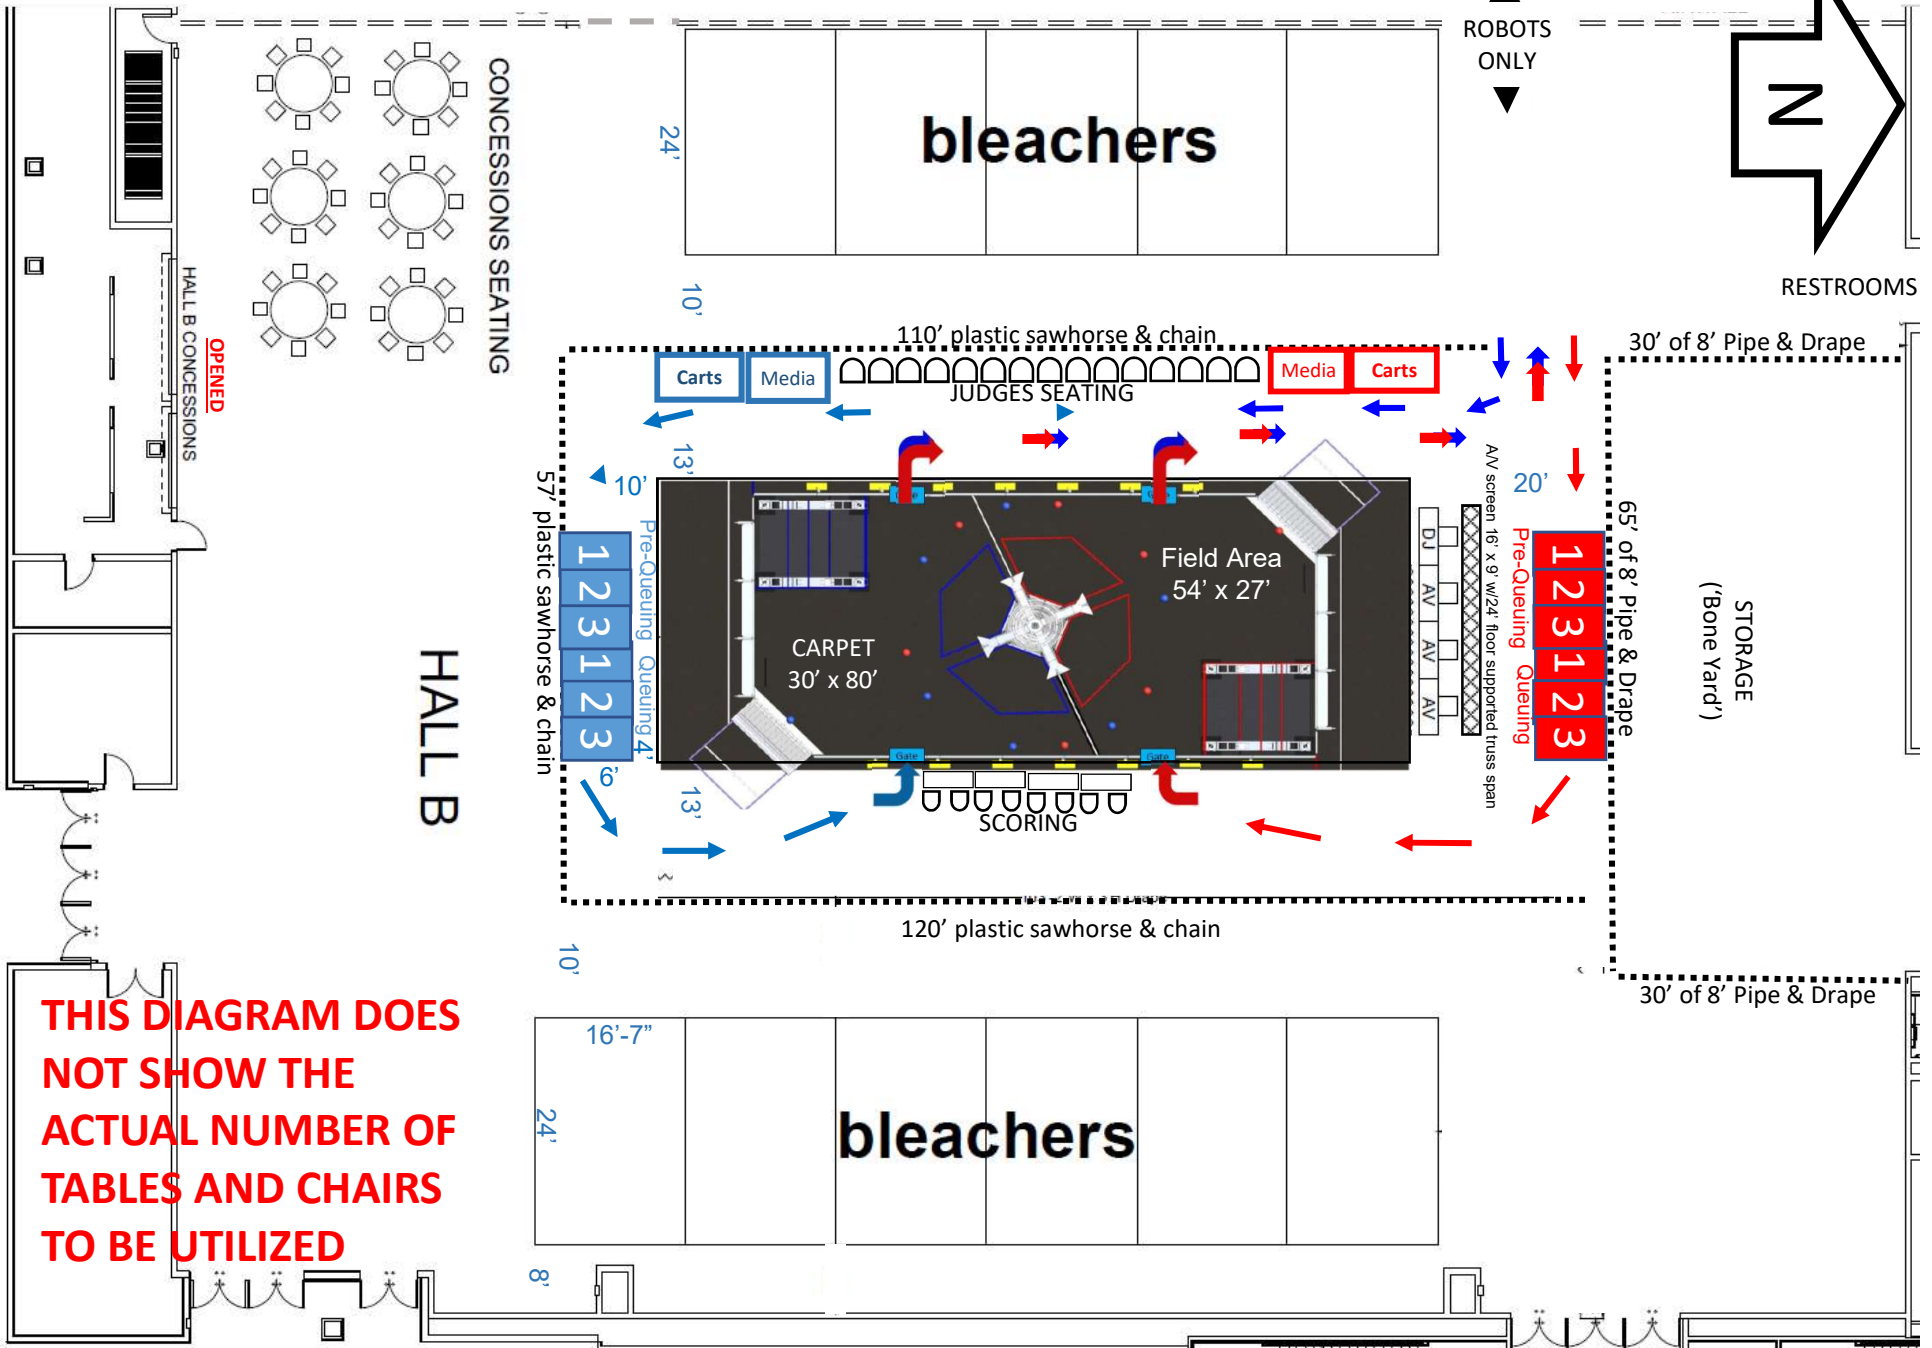 ROBOTS
ONLY
N
RESTROOMS
CONCESSIONS SEATING
HALL B CONCESSIONS
OPENED
bleachers
24'
10'
110’ plastic sawhorse & chain
30’ of 8’ Pipe & Drape
Carts
Media
JUDGES SEATING
Media
Carts
13'
10'
57’ plastic sawhorse & chain
Pre-Queuing
Queuing
4'
1
2
3
1
2
3
6'
13'
Gate
Gate
Field Area
54’ x 27’
CARPET
30’ x 80’
Gate
Gate
SCORING
DJ
AV
AV
AV
A/V screen 16’ x 9’ w/24’ floor supported truss span
20'
Pre-Queuing
Queuing
1
2
3
1
2
3
65’ of 8’ Pipe & Drape
STORAGE
(‘Bone Yard’)
HALL B
120’ plastic sawhorse & chain
30’ of 8’ Pipe & Drape
10'
16’-7”
24'
bleachers
8'
THIS DIAGRAM DOES
NOT SHOW THE
ACTUAL NUMBER OF
TABLES AND CHAIRS
TO BE UTILIZED